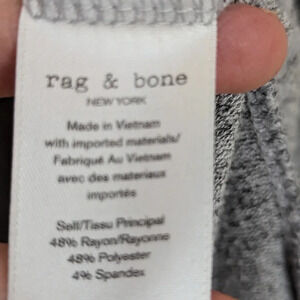 rag & bone
NEW YORK
Made in Vietnam
with imported materials/
Fabriqué Au Vietnam
avec des materiaux
importés
Self/Tissu Principal
48% Rayon/Rayonne
48% Polyester
4% Spandex